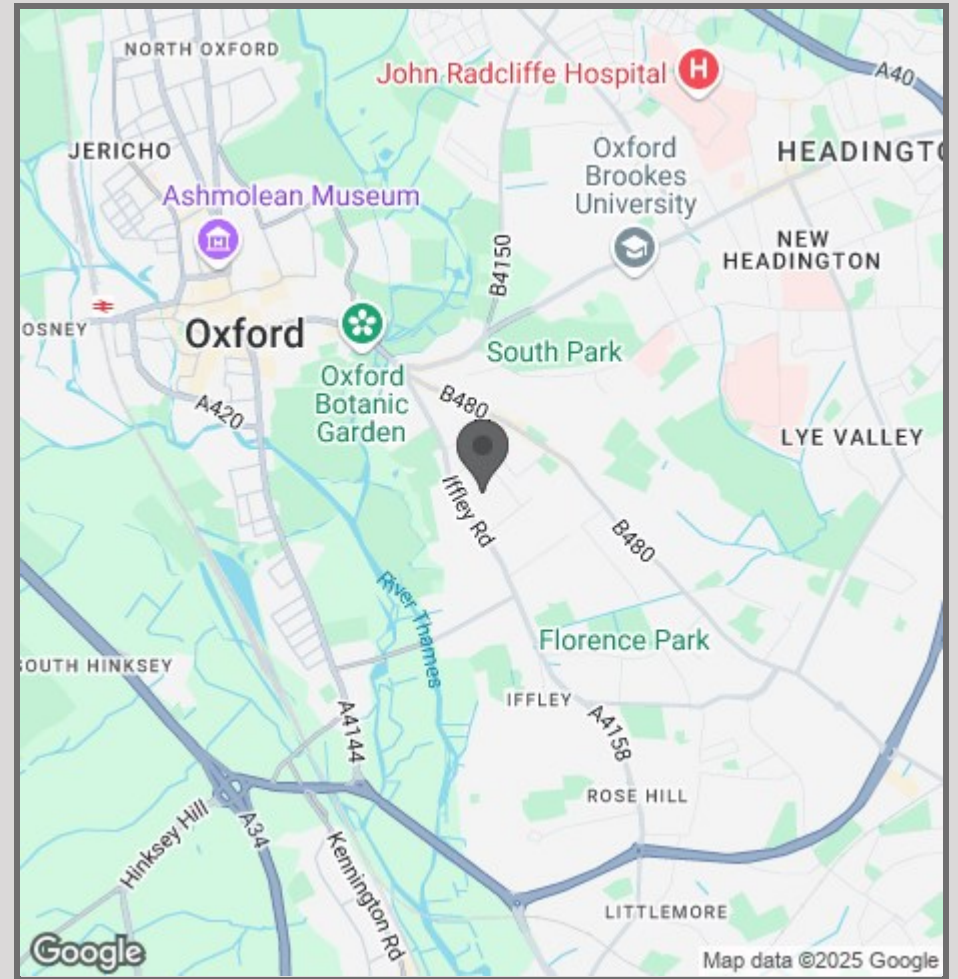 NORTH OXFORD
John Radcliffe Hospital
H
A40
JERICHO
Oxford
Brookes
University
HEADINGTO
Ashmolean Museum
B4150
NEW
HEADINGTON
OSNEY
Oxford
South Park
Oxford
Botanic
Garden
B480
A420
LYE VALLEY
Iffley Rd
B480
River Thames
Florence Park
SOUTH HINKSEY
IFFLEY
A4144
A4158
ROSE HILL
Hinksey Hill
A34
Kennington Rd
LITTLEMORE
Google
Map data ©2025 Google